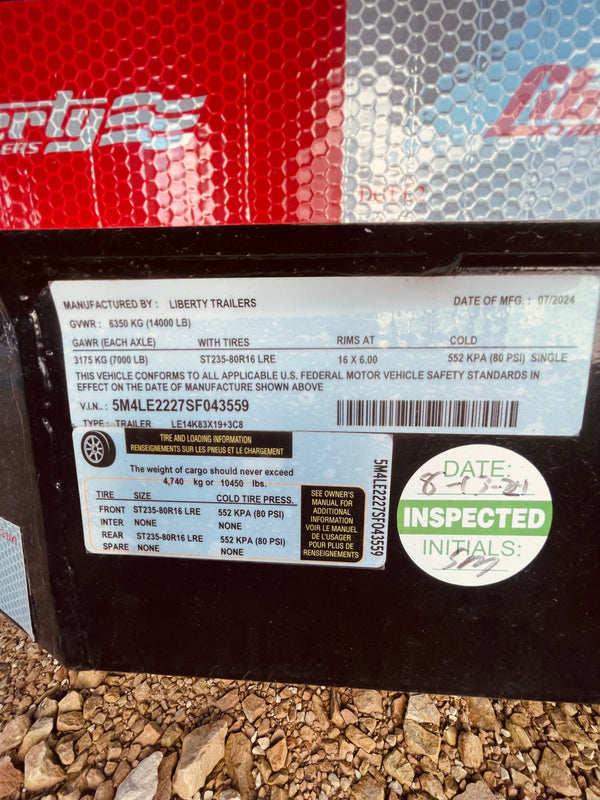 erty
ERS
Lib
TRA
DOT-C2
MANUFACTURED BY : LIBERTY TRAILERS DATE OF MFG. : 07/2024
GVWR : 6350 KG (14000 LB)
GAWR (EACH AXLE) WITH TIRES RIMS AT COLD
3175 KG (7000 LB) ST235-80R16 LRE 16 X 6.00 552 KPA (80 PSI) SINGLE
THIS VEHICLE CONFORMS TO ALL APPLICABLE U.S. FEDERAL MOTOR VEHICLE SAFETY STANDARDS IN
EFFECT ON THE DATE OF MANUFACTURE SHOWN ABOVE
V.I.N.: 5M4LE2227SF043559
TYPE: TRAILER LE14K83X19+3C8
TIRE AND LOADING INFORMATION
RENSEIGNEMENTS SUR LES PNEUS ET LE CHARGEMENT
The weight of cargo should never exceed
4,740 kg or 10450 lbs.
TIRE SIZE COLD TIRE PRESS.
FRONT ST235-80R16 LRE 552 KPA (80 PSI)
INTER NONE NONE
REAR ST235-80R16 LRE 552 KPA (80 PSI)
SPARE NONE NONE
SEE OWNER'S
MANUAL FOR
ADDITIONAL
INFORMATION
VOIR LE MANUEL
DE L'USAGER
POUR PLUS DE
RENSEIGNEMENTS
5M4LE2227SF043559
DATE:
INSPECTED
INITIALS: